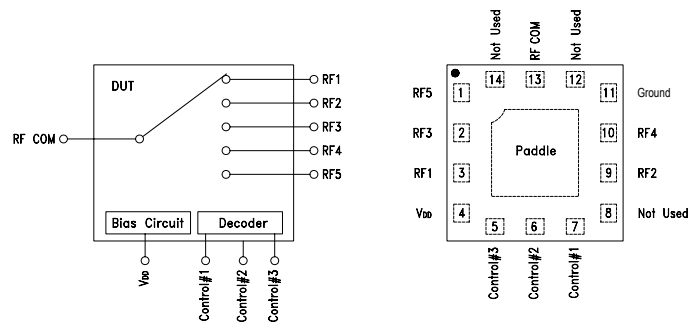 DUT
RF COM
RF1
RF2
RF3
RF4
RF5
Bias Circuit
Decoder
VDD
Control#1
Control#2
Control#3
Not Used
RF COM
Not Used
14
13
12
RF5
1
11
Ground
RF3
2
10
RF4
Paddle
RF1
3
9
RF2
VDD
4
8
Not Used
5
6
7
Control#3
Control#2
Control#1